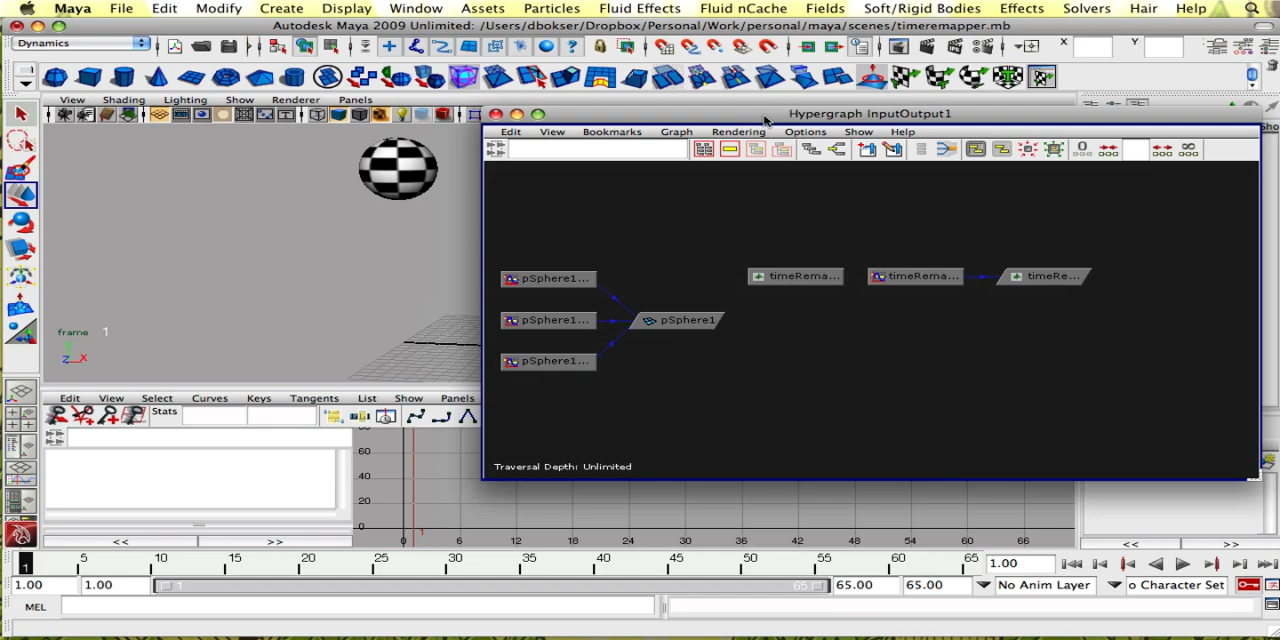 Maya File Edit Modify Create Display Window Assets Particles Fluid Effects Fluid nCache Fields Soft/Rigid Bodies Effects Solvers Hair Help
Autodesk Maya 2009 Unlimited: /Users/dbokser/Dropbox/Personal/Work/personal/maya/scenes/timeremapper.mb
Dynamics X Y
View Shading Lighting Show Renderer Panels
Hypergraph InputOutput1
Edit View Bookmarks Graph Rendering Options Show Help
0
pSphere1... timeRema... timeRema... timeRe...
pSphere1... pSphere1
frame 1
y
z x
pSphere1...
Edit View Select Curves Keys Tangents List Show Panels
Stats
60
40
20
0
Traversal Depth: Unlimited
1
0 6 12 18 24 30 36 42 48 54 60 66
<< >> << >>
1 5 10 15 20 25 30 35 40 45 50 55 60 65 1.00
1.00 1.00 1 65 65.00 65.00 No Anim Layer o Character Set
MEL